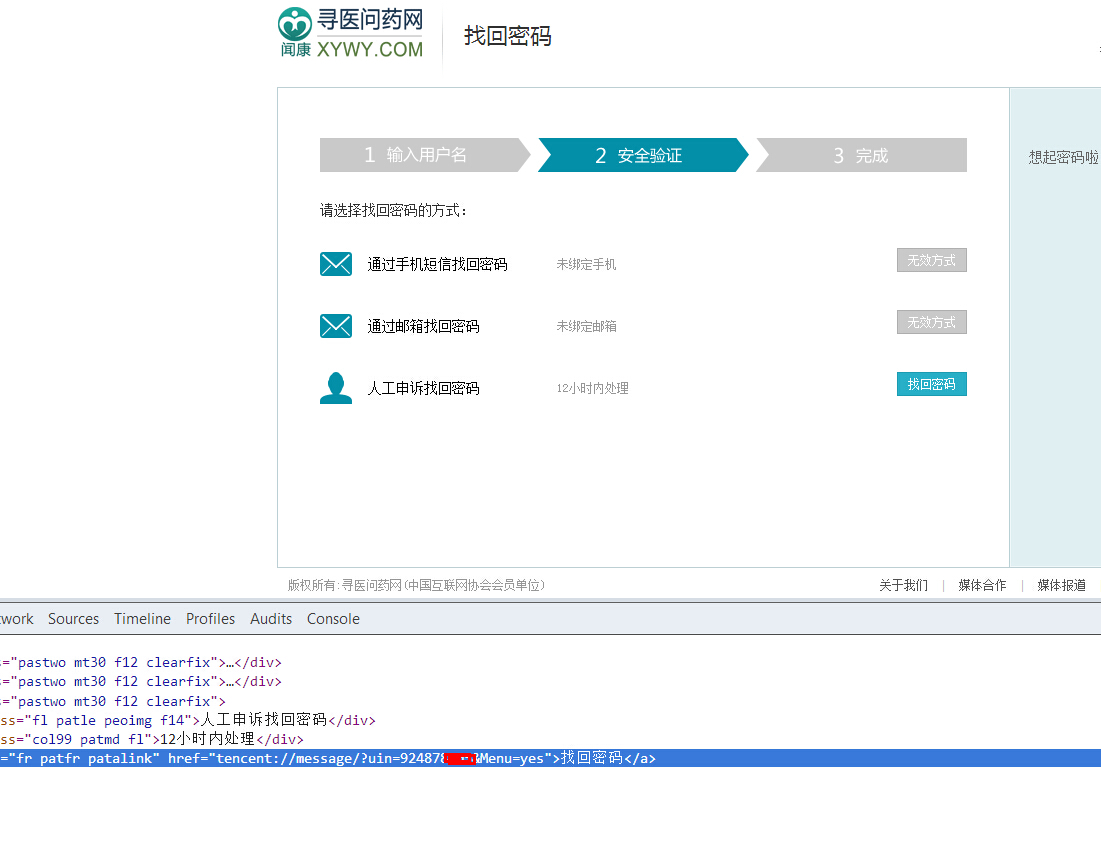 寻医问药网
闻康 XYWY.COM
找回密码
1 输入用户名
2 安全验证
3 完成
想起密码啦
请选择找回密码的方式：
通过手机短信找回密码 未绑定手机 无效方式
通过邮箱找回密码 未绑定邮箱 无效方式
人工申诉找回密码 12小时内处理 找回密码
版权所有:寻医问药网(中国互联网协会会员单位)
关于我们 | 媒体合作 | 媒体报道
twork Sources Timeline Profiles Audits Console
s="pastwo mt30 f12 clearfix">…</div>
s="pastwo mt30 f12 clearfix">…</div>
s="pastwo mt30 f12 clearfix">
ss="fl patle peoimg f14">人工申诉找回密码</div>
ss="col99 patmd fl">12小时内处理</div>
="fr patfr patalink" href="tencent://message/?uin=92487 Menu=yes">找回密码</a>